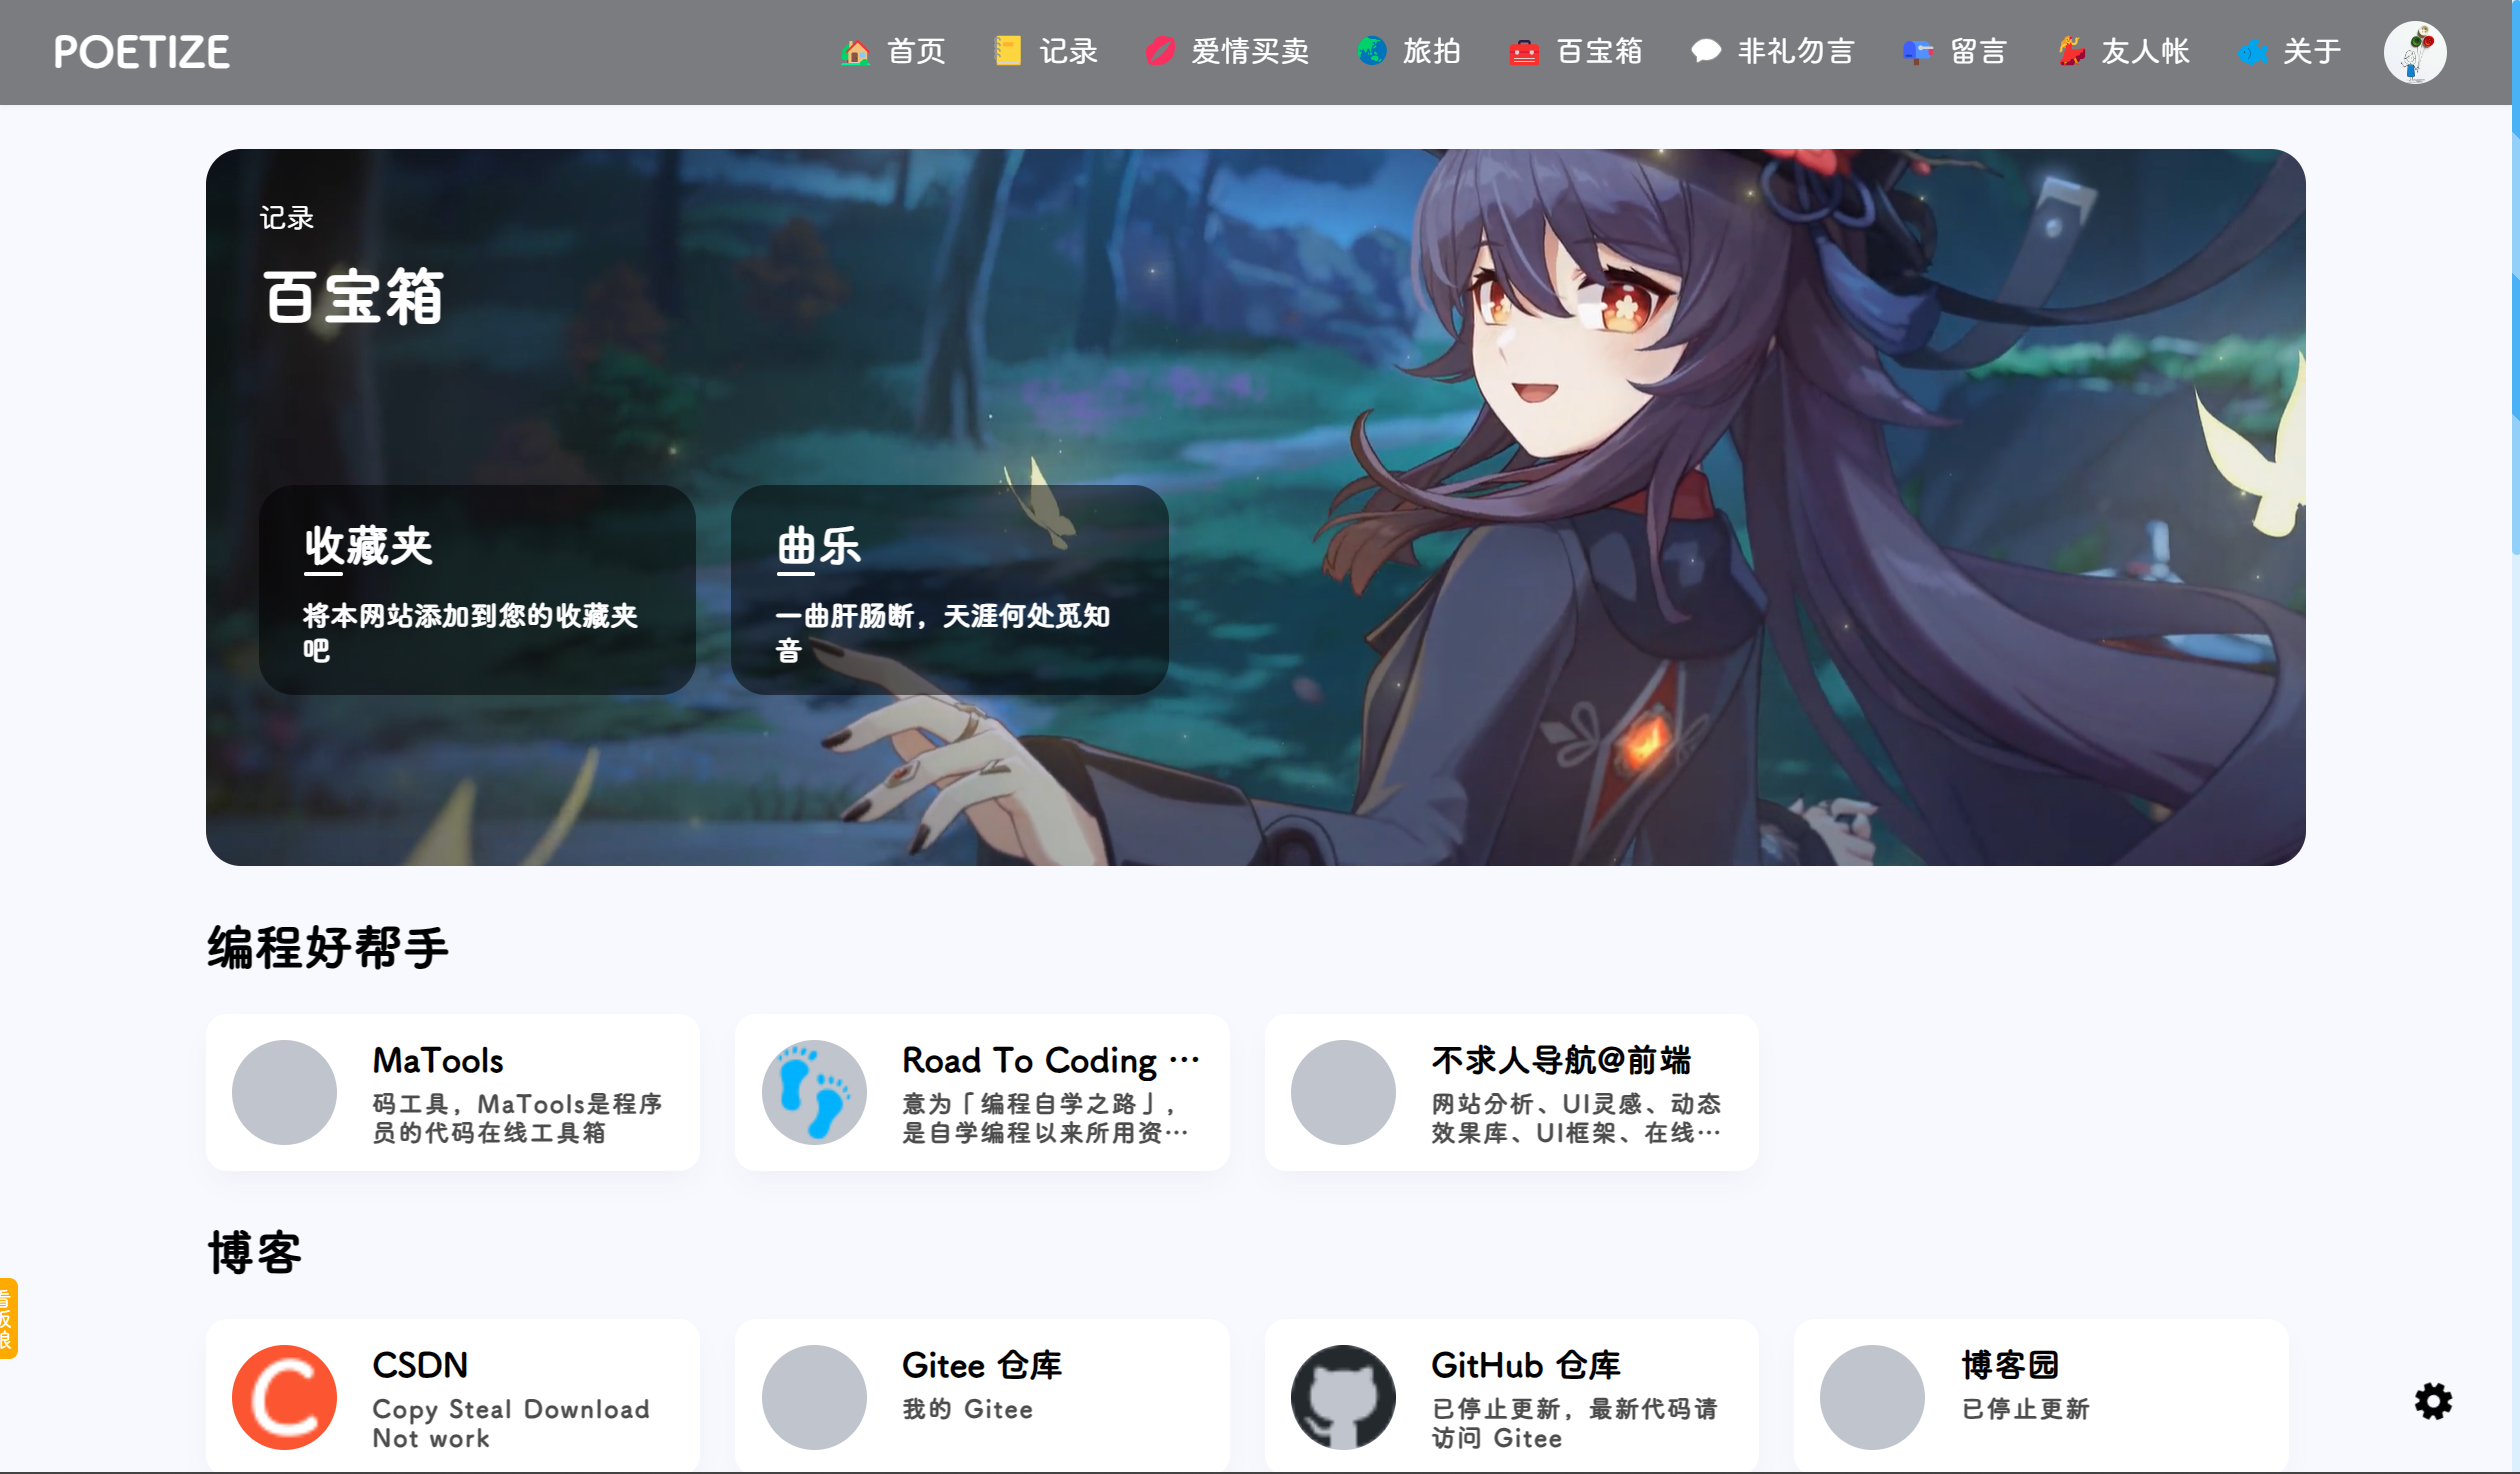 POETIZE
首页
记录
爱情买卖
旅拍
百宝箱
非礼勿言
留言
友人帐
关于
记录
百宝箱
收藏夹
将本网站添加到您的收藏夹
吧
曲乐
一曲肝肠断，天涯何处觅知
音
编程好帮手
MaTools
码工具，MaTools是程序
员的代码在线工具箱
Road To Coding …
意为「编程自学之路」，
是自学编程以来所用资…
不求人导航@前端
网站分析、UI灵感、动态
效果库、UI框架、在线…
博客
CSDN
Copy Steal Download
Not work
Gitee 仓库
我的 Gitee
GitHub 仓库
已停止更新，最新代码请
访问 Gitee
博客园
已停止更新